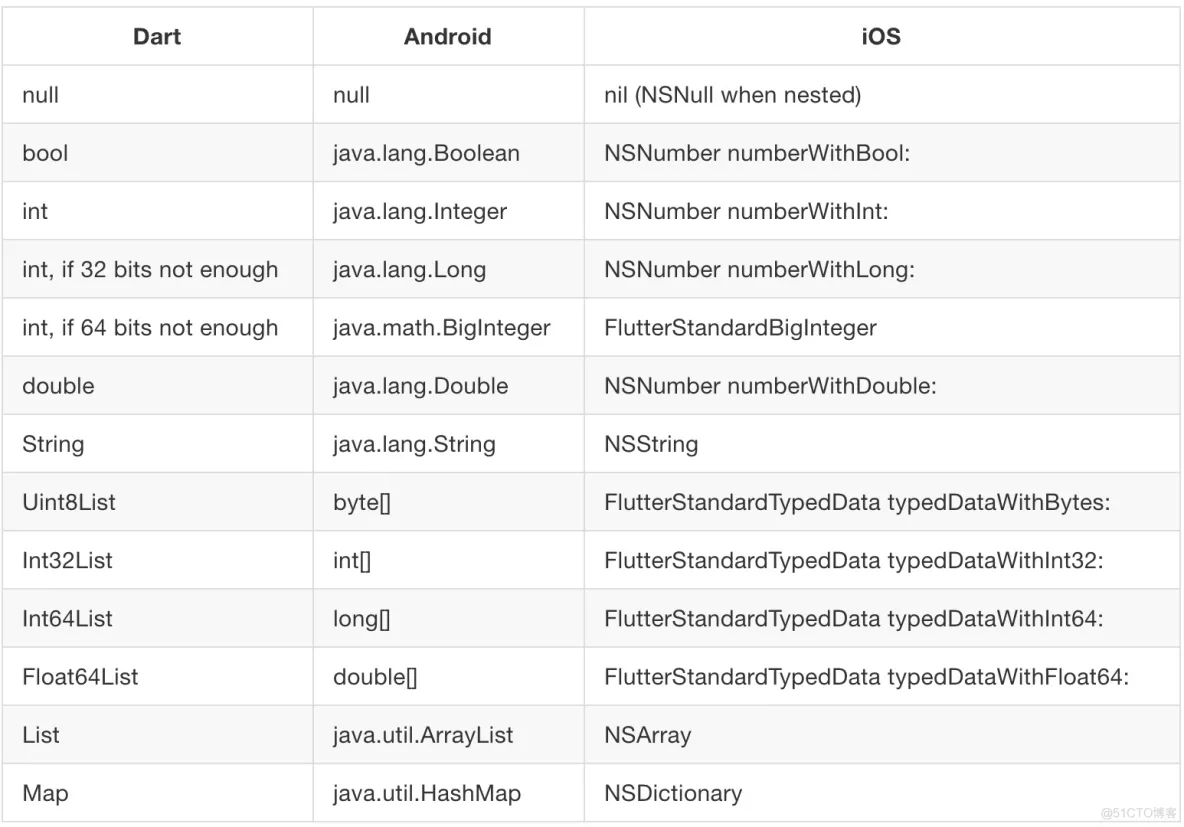 Dart Android iOS
null null nil (NSNull when nested)
bool java.lang.Boolean NSNumber numberWithBool:
int java.lang.Integer NSNumber numberWithInt:
int, if 32 bits not enough java.lang.Long NSNumber numberWithLong:
int, if 64 bits not enough java.math.BigInteger FlutterStandardBigInteger
double java.lang.Double NSNumber numberWithDouble:
String java.lang.String NSString
Uint8List byte[] FlutterStandardTypedData typedDataWithBytes:
Int32List int[] FlutterStandardTypedData typedDataWithInt32:
Int64List long[] FlutterStandardTypedData typedDataWithInt64:
Float64List double[] FlutterStandardTypedData typedDataWithFloat64:
List java.util.ArrayList NSArray
Map java.util.HashMap NSDictionary
@51CTO博客